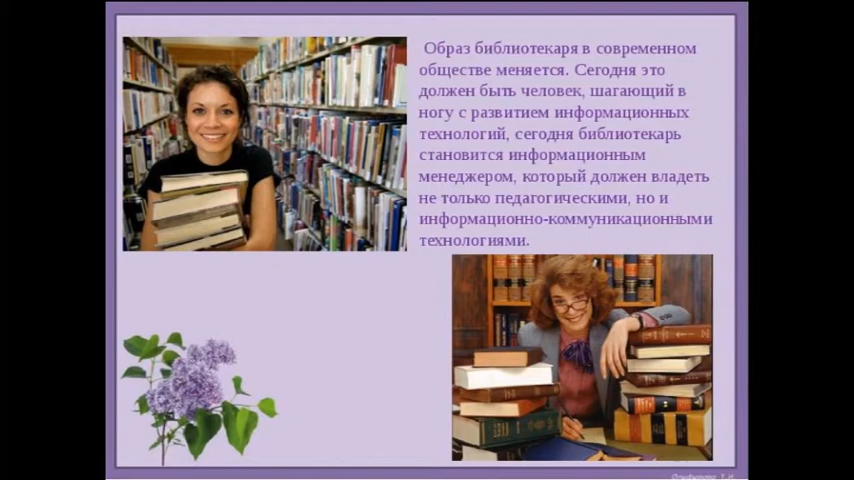 Образ библиотекаря в современном
обществе меняется. Сегодня это
должен быть человек, шагающий в
ногу с развитием информационных
технологий, сегодня библиотекарь
становится информационным
менеджером, который должен владеть
не только педагогическими, но и
информационно-коммуникационными
технологиями.